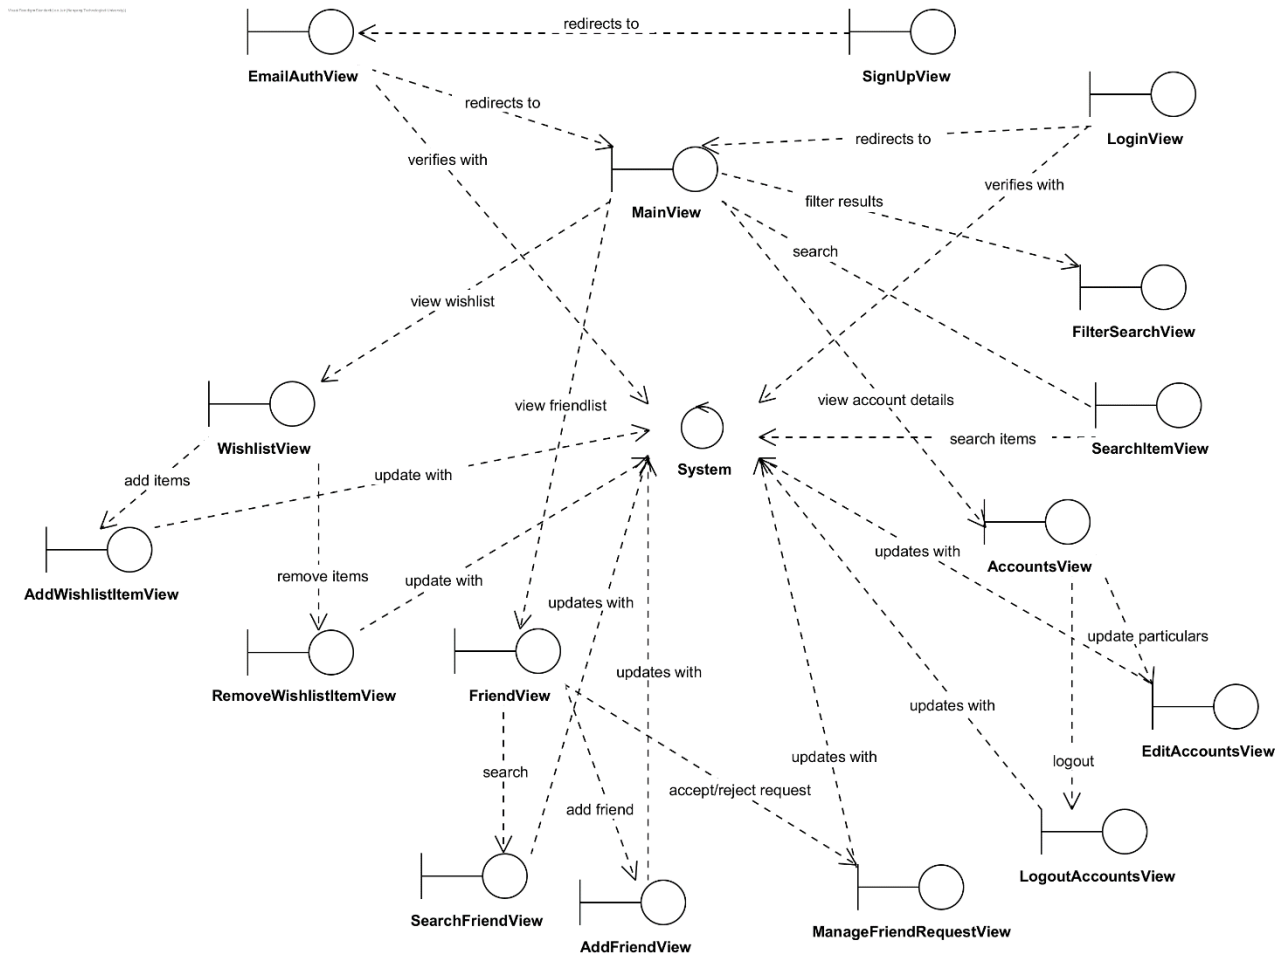 redirects to
EmailAuthView
SignUpView
redirects to
LoginView
redirects to
verifies with
verifies with
MainView
filter results
search
view wishlist
FilterSearchView
view friendlist
view account details
WishlistView
search items
SearchItemView
System
add items
update with
updates with
AccountsView
remove items
update with
AddWishlistItemView
updates with
update particulars
updates with
RemoveWishlistItemView
FriendView
updates with
EditAccountsView
logout
updates with
search
accept/reject request
add friend
LogoutAccountsView
SearchFriendView
ManageFriendRequestView
AddFriendView